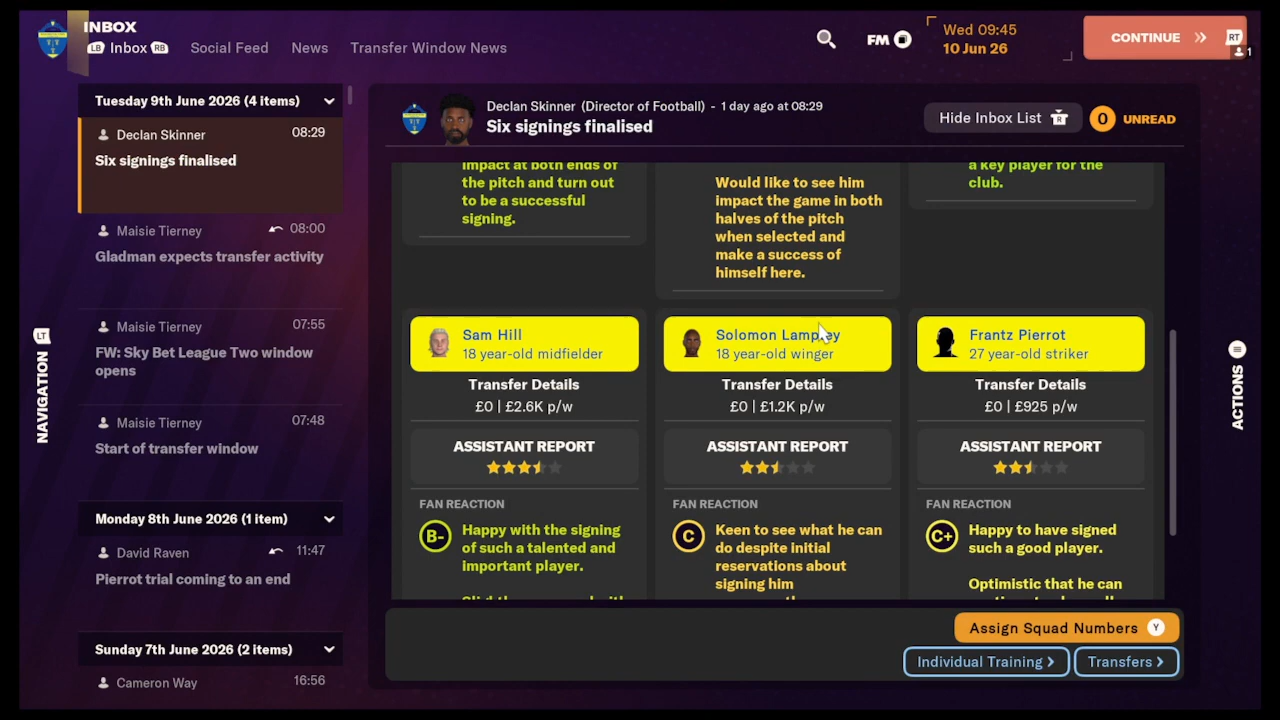 INBOX
LB Inbox RB
Social Feed
News
Transfer Window News
FM
Wed 09:45
10 Jun 26
CONTINUE
RT
1
Tuesday 9th June 2026 (4 items)
Declan Skinner
08:29
Six signings finalised
Maisie Tierney
08:00
Gladman expects transfer activity
Maisie Tierney
07:55
FW: Sky Bet League Two window
opens
Maisie Tierney
07:48
Start of transfer window
Monday 8th June 2026 (1 item)
David Raven
11:47
Pierrot trial coming to an end
Sunday 7th June 2026 (2 items)
Cameron Way
16:56
LT
NAVIGATION
ACTIONS
Declan Skinner (Director of Football) - 1 day ago at 08:29
Six signings finalised
Hide Inbox List
R
0 UNREAD
impact at both ends of
the pitch and turn out
to be a successful
signing.
Would like to see him
impact the game in both
halves of the pitch
when selected and
make a success of
himself here.
a key player for the
club.
Sam Hill
18 year-old midfielder
Transfer Details
£0 | £2.6K p/w
ASSISTANT REPORT
FAN REACTION
B-
Happy with the signing
of such a talented and
important player.
Solomon Lamptey
18 year-old winger
Transfer Details
£0 | £1.2K p/w
ASSISTANT REPORT
FAN REACTION
C
Keen to see what he can
do despite initial
reservations about
signing him
Frantz Pierrot
27 year-old striker
Transfer Details
£0 | £925 p/w
ASSISTANT REPORT
FAN REACTION
C+
Happy to have signed
such a good player.
Optimistic that he can
Assign Squad Numbers Y
Individual Training
Transfers